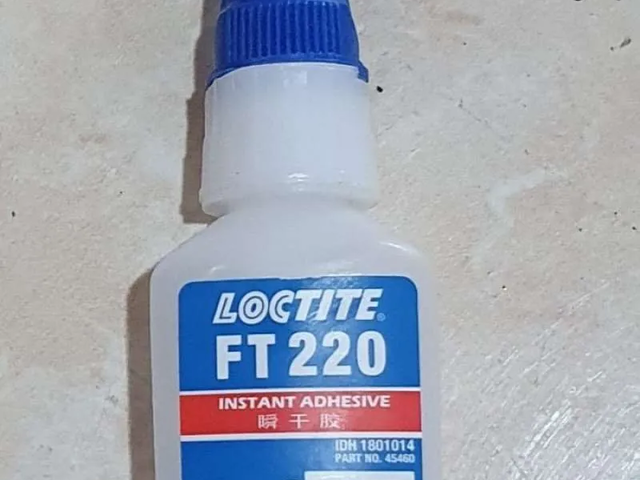 LOCTITE
FT 220
INSTANT ADHESIVE
瞬干胶
IDH 1801014
PART NO. 45460